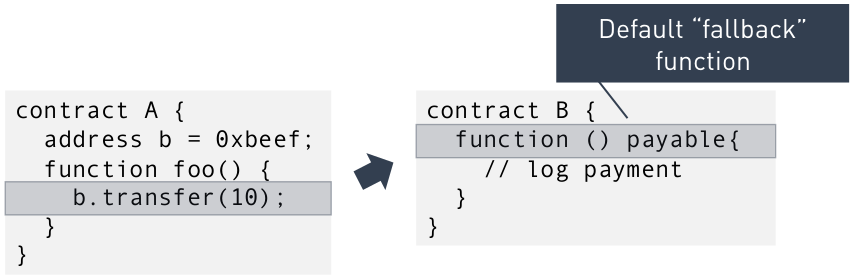 Default “fallback”
function
contract A {
  address b = 0xbeef;
  function foo() {
    b.transfer(10);
  }
}
contract B {
  function () payable{
    // log payment
  }
}